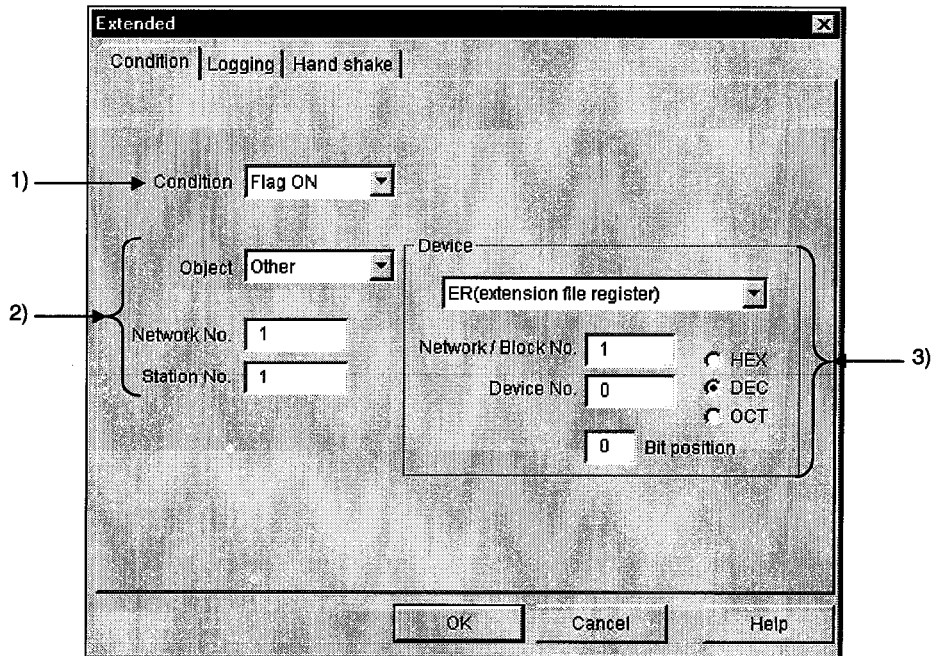 Extended
Condition Logging Hand shake
1) Condition Flag ON
2)
Object Other
Network No. 1
Station No. 1
Device
ER(extension file register)
Network / Block No. 1
Device No. 0
HEX
DEC
OCT
0 Bit position
3)
OK Cancel Help